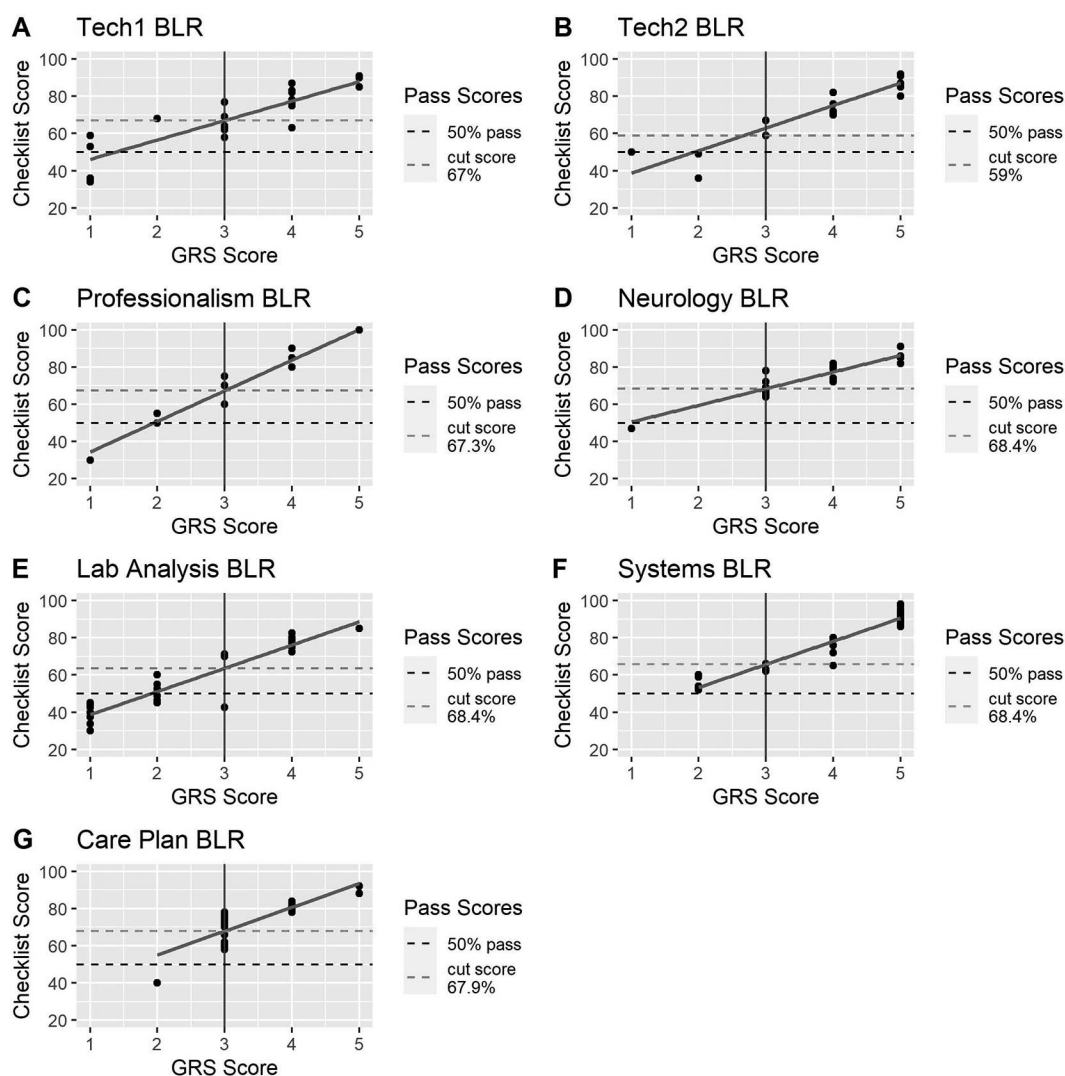 A Tech1 BLR
Checklist Score
100
80
60
40
20
1 2 3 4 5
GRS Score
Pass Scores
50% pass
cut score
67%
B Tech2 BLR
Checklist Score
100
80
60
40
20
1 2 3 4 5
GRS Score
Pass Scores
50% pass
cut score
59%
C Professionalism BLR
Checklist Score
100
80
60
40
20
1 2 3 4 5
GRS Score
Pass Scores
50% pass
cut score
67.3%
D Neurology BLR
Checklist Score
100
80
60
40
20
1 2 3 4 5
GRS Score
Pass Scores
50% pass
cut score
68.4%
E Lab Analysis BLR
Checklist Score
100
80
60
40
20
1 2 3 4 5
GRS Score
Pass Scores
50% pass
cut score
68.4%
F Systems BLR
Checklist Score
100
80
60
40
20
1 2 3 4 5
GRS Score
Pass Scores
50% pass
cut score
68.4%
G Care Plan BLR
Checklist Score
100
80
60
40
20
1 2 3 4 5
GRS Score
Pass Scores
50% pass
cut score
67.9%